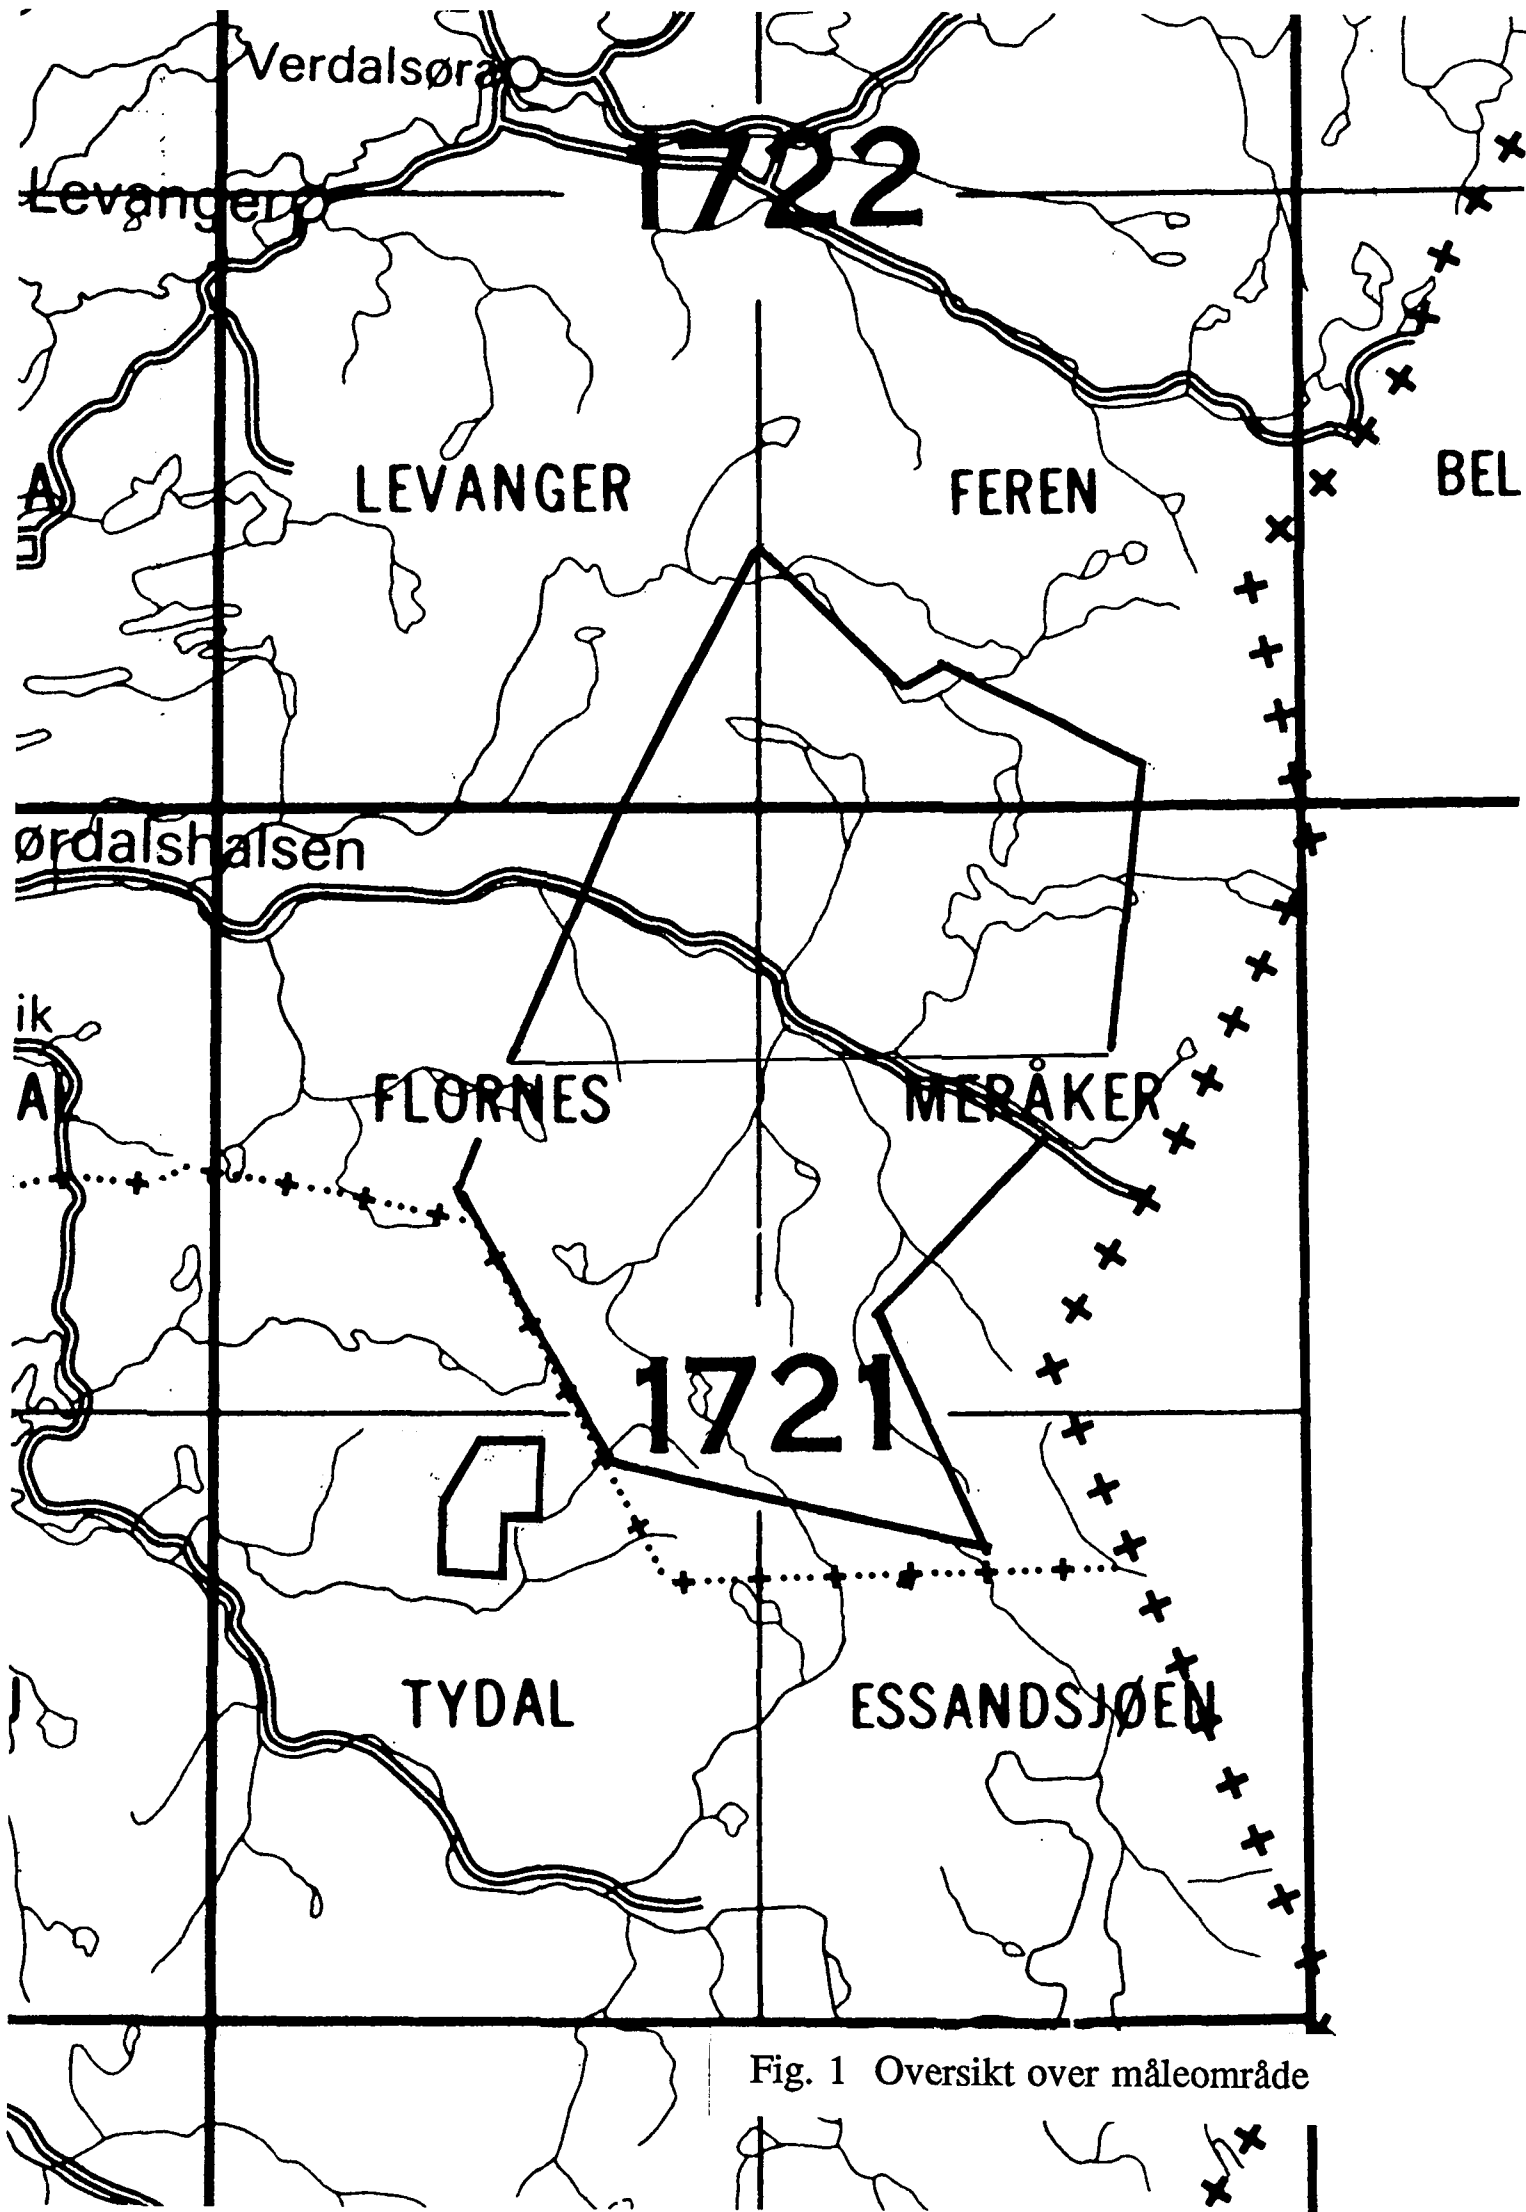 Verdalsøra
Levanger
1722
A LEVANGER FEREN BEL
ørdalshalsen
ik
A FLORNES MERÅKER
1721
TYDAL ESSANDSJØEN
Fig. 1 Oversikt over måleområde